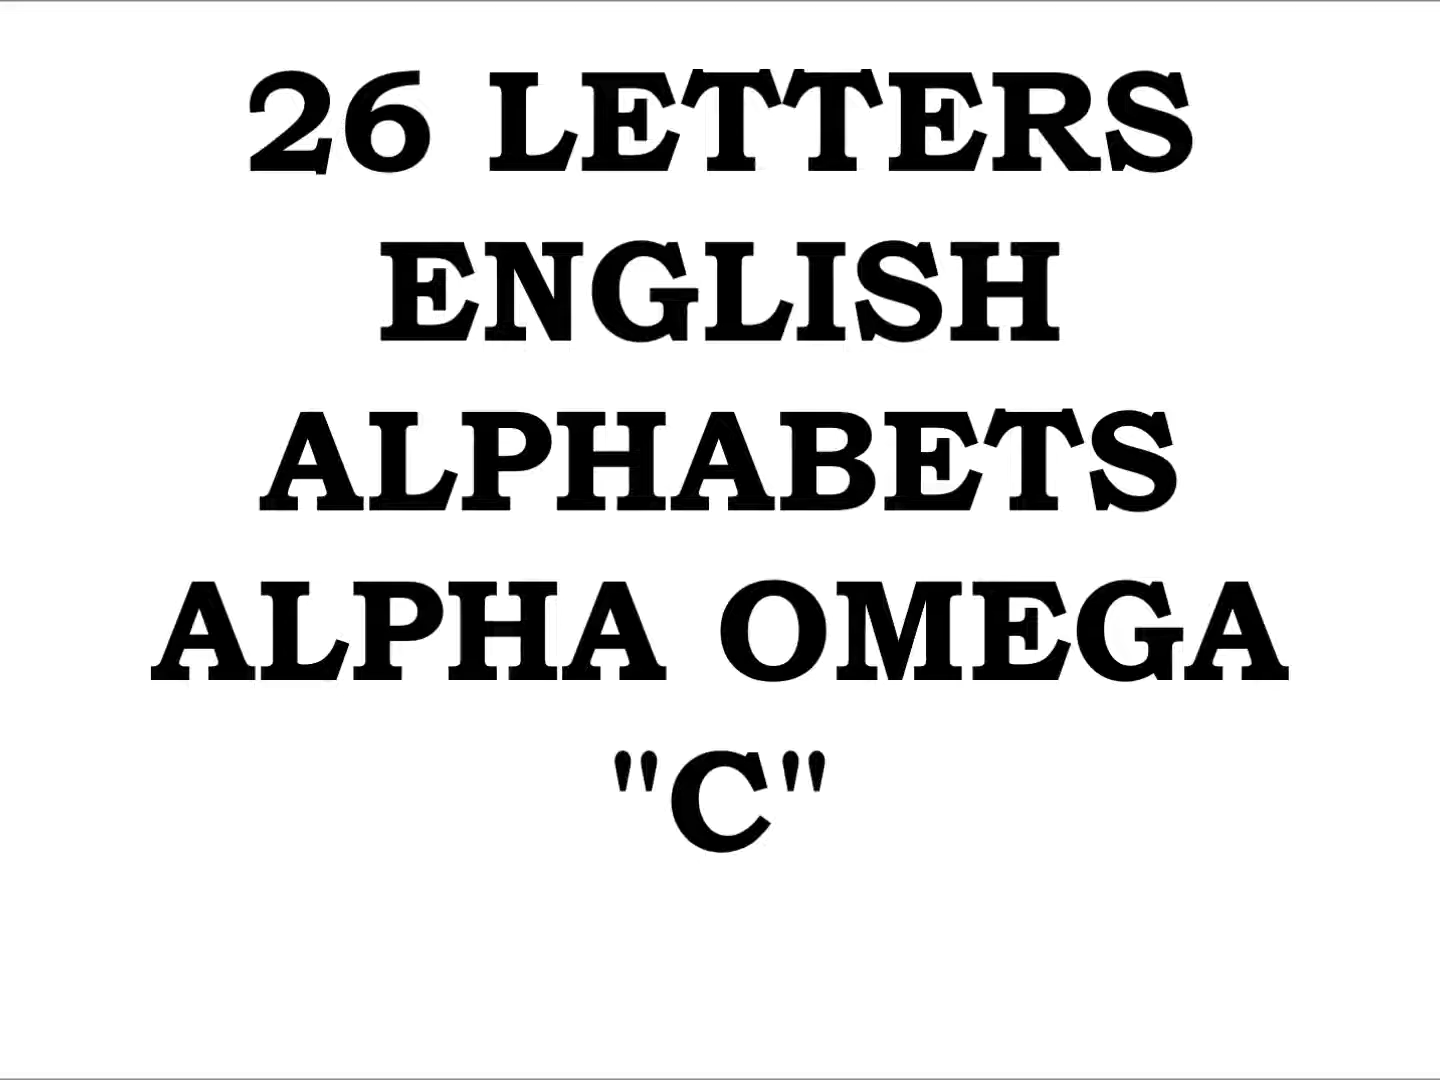 26 LETTERS
ENGLISH
ALPHABETS
ALPHA OMEGA
"C"